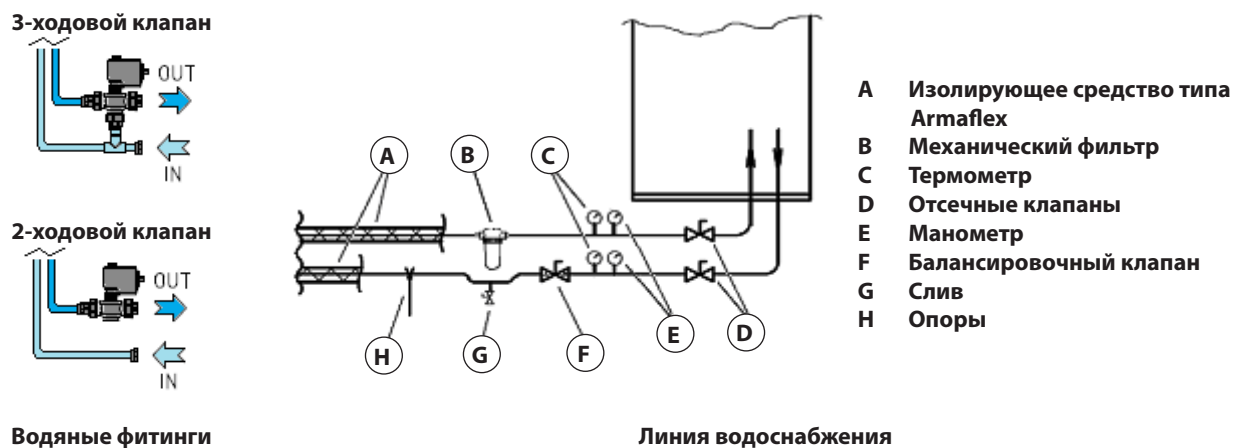 3-ходовой клапан
OUT
IN
2-ходовой клапан
OUT
IN
Водяные фитинги
A
B
C
H
G
F
E
D
Линия водоснабжения
A Изолирующее средство типа
Armaflex
B Механический фильтр
C Термометр
D Отсечные клапаны
E Манометр
F Балансировочный клапан
G Слив
H Опоры